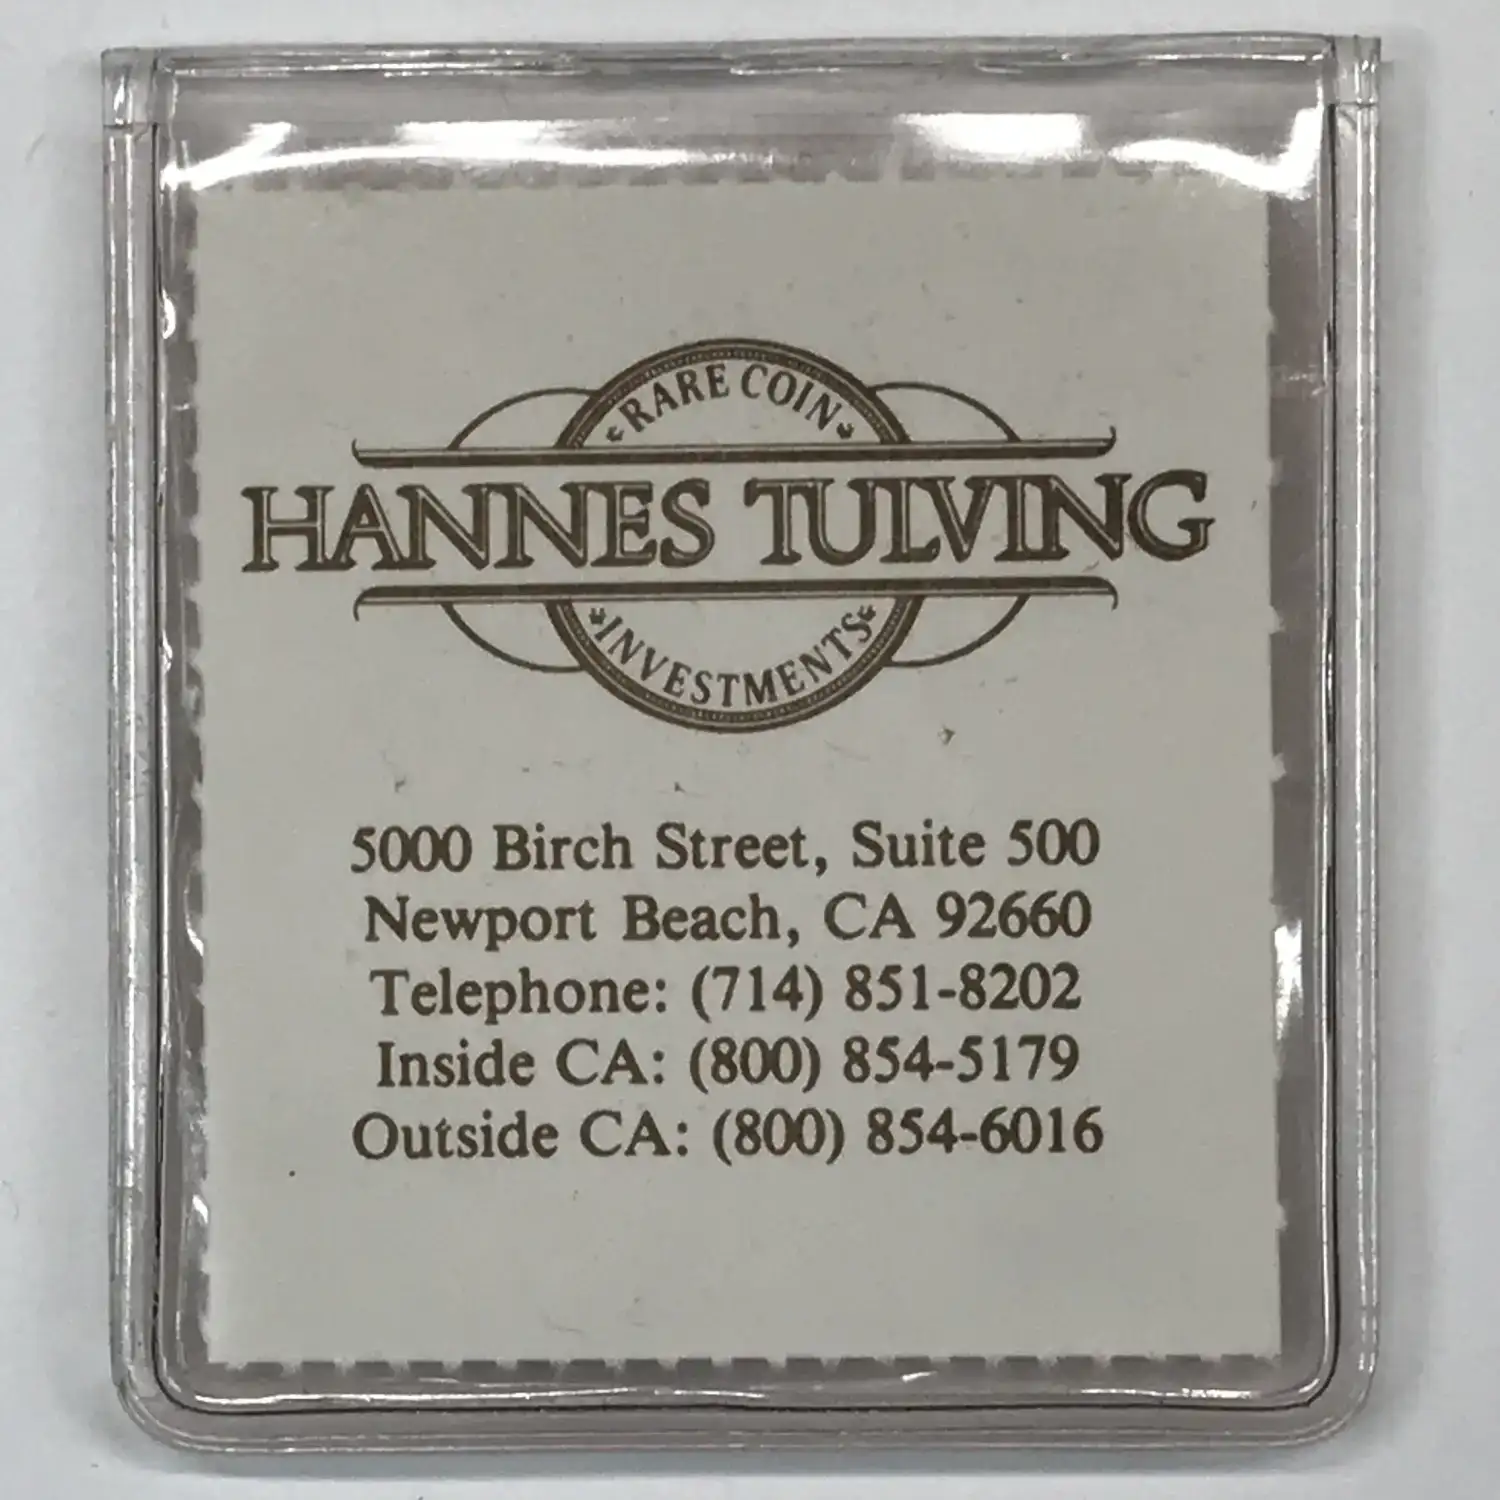 RARE COIN
HANNES TULVING
INVESTMENTS
5000 Birch Street, Suite 500
Newport Beach, CA 92660
Telephone: (714) 851-8202
Inside CA: (800) 854-5179
Outside CA: (800) 854-6016